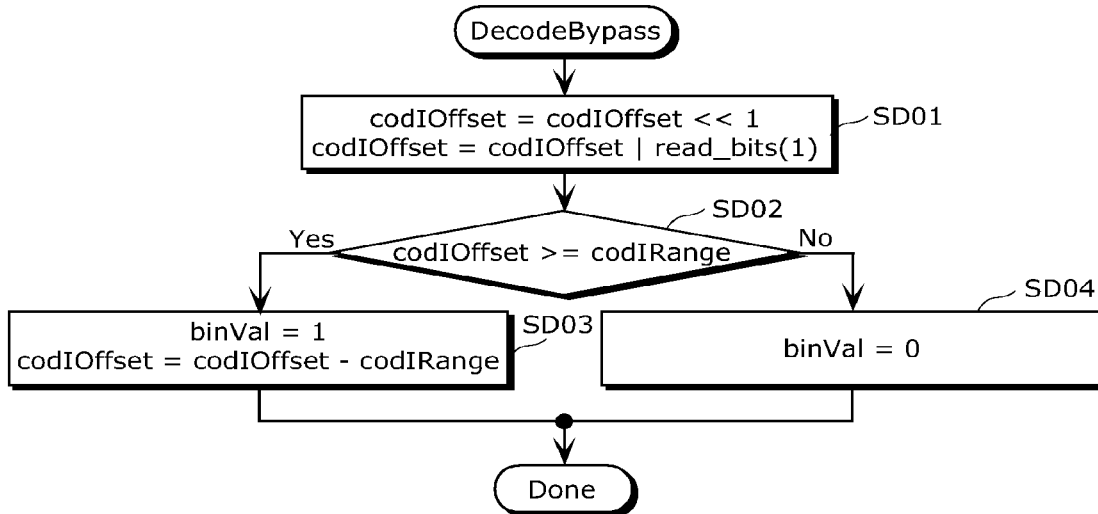 DecodeBypass
codIOffset = codIOffset << 1
codIOffset = codIOffset | read_bits(1)
SD01
SD02
Yes
codIOffset >= codIRange
No
binVal = 1
codIOffset = codIOffset - codIRange
SD03
SD04
binVal = 0
Done